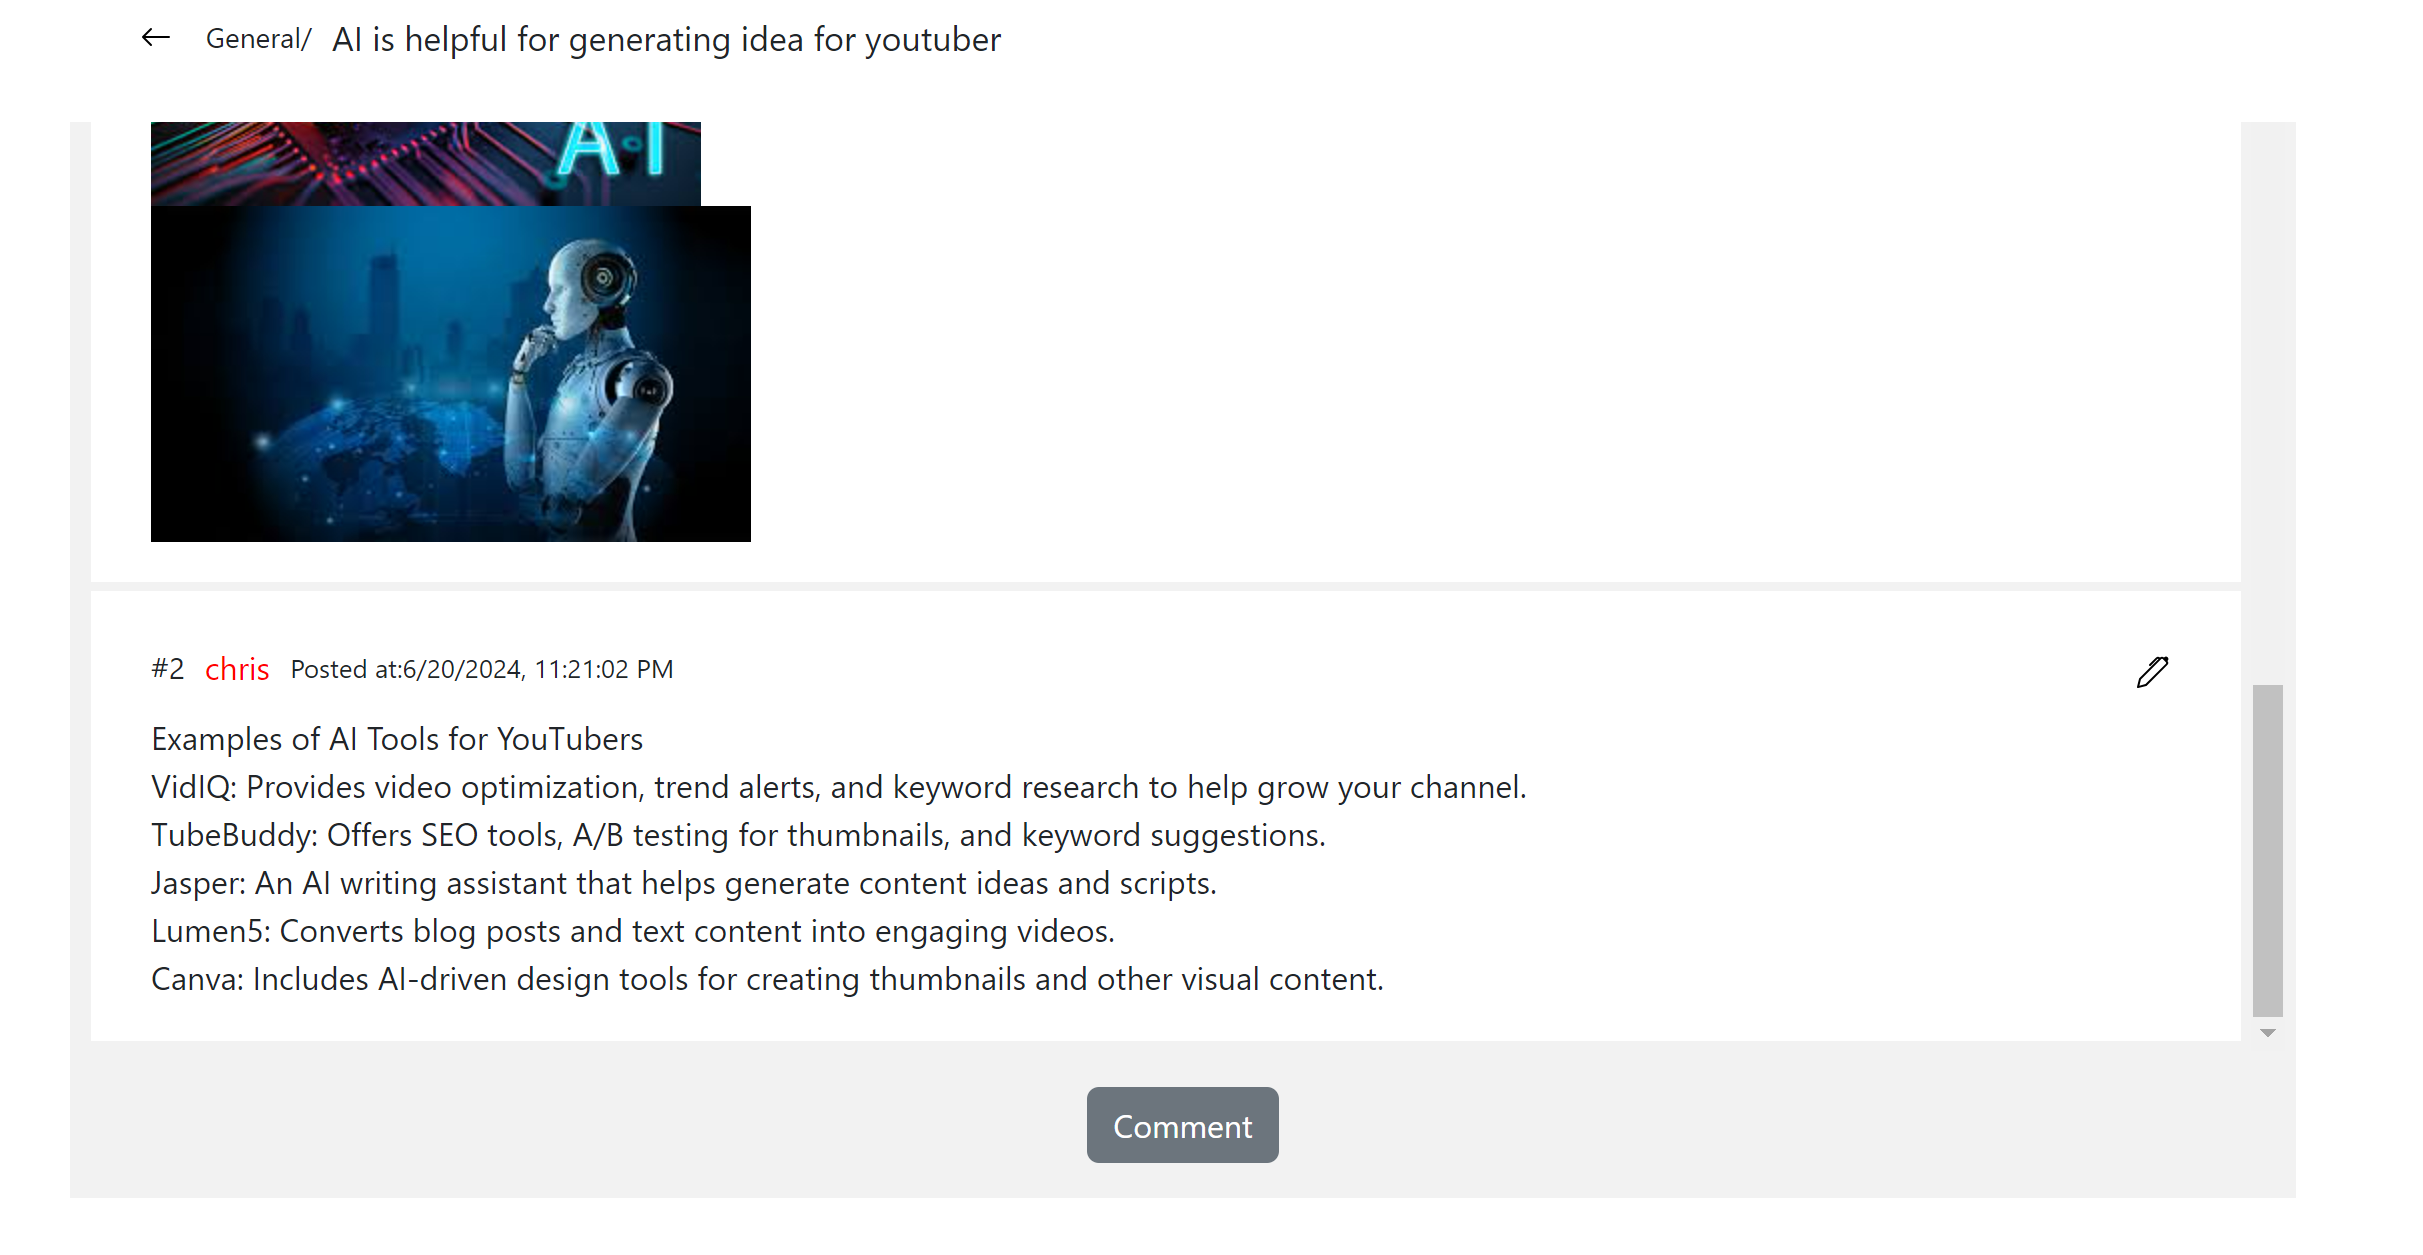 General/ AI is helpful for generating idea for youtuber
AI
#2 chris Posted at:6/20/2024, 11:21:02 PM
Examples of AI Tools for YouTubers
VidIQ: Provides video optimization, trend alerts, and keyword research to help grow your channel.
TubeBuddy: Offers SEO tools, A/B testing for thumbnails, and keyword suggestions.
Jasper: An AI writing assistant that helps generate content ideas and scripts.
Lumen5: Converts blog posts and text content into engaging videos.
Canva: Includes AI-driven design tools for creating thumbnails and other visual content.
Comment